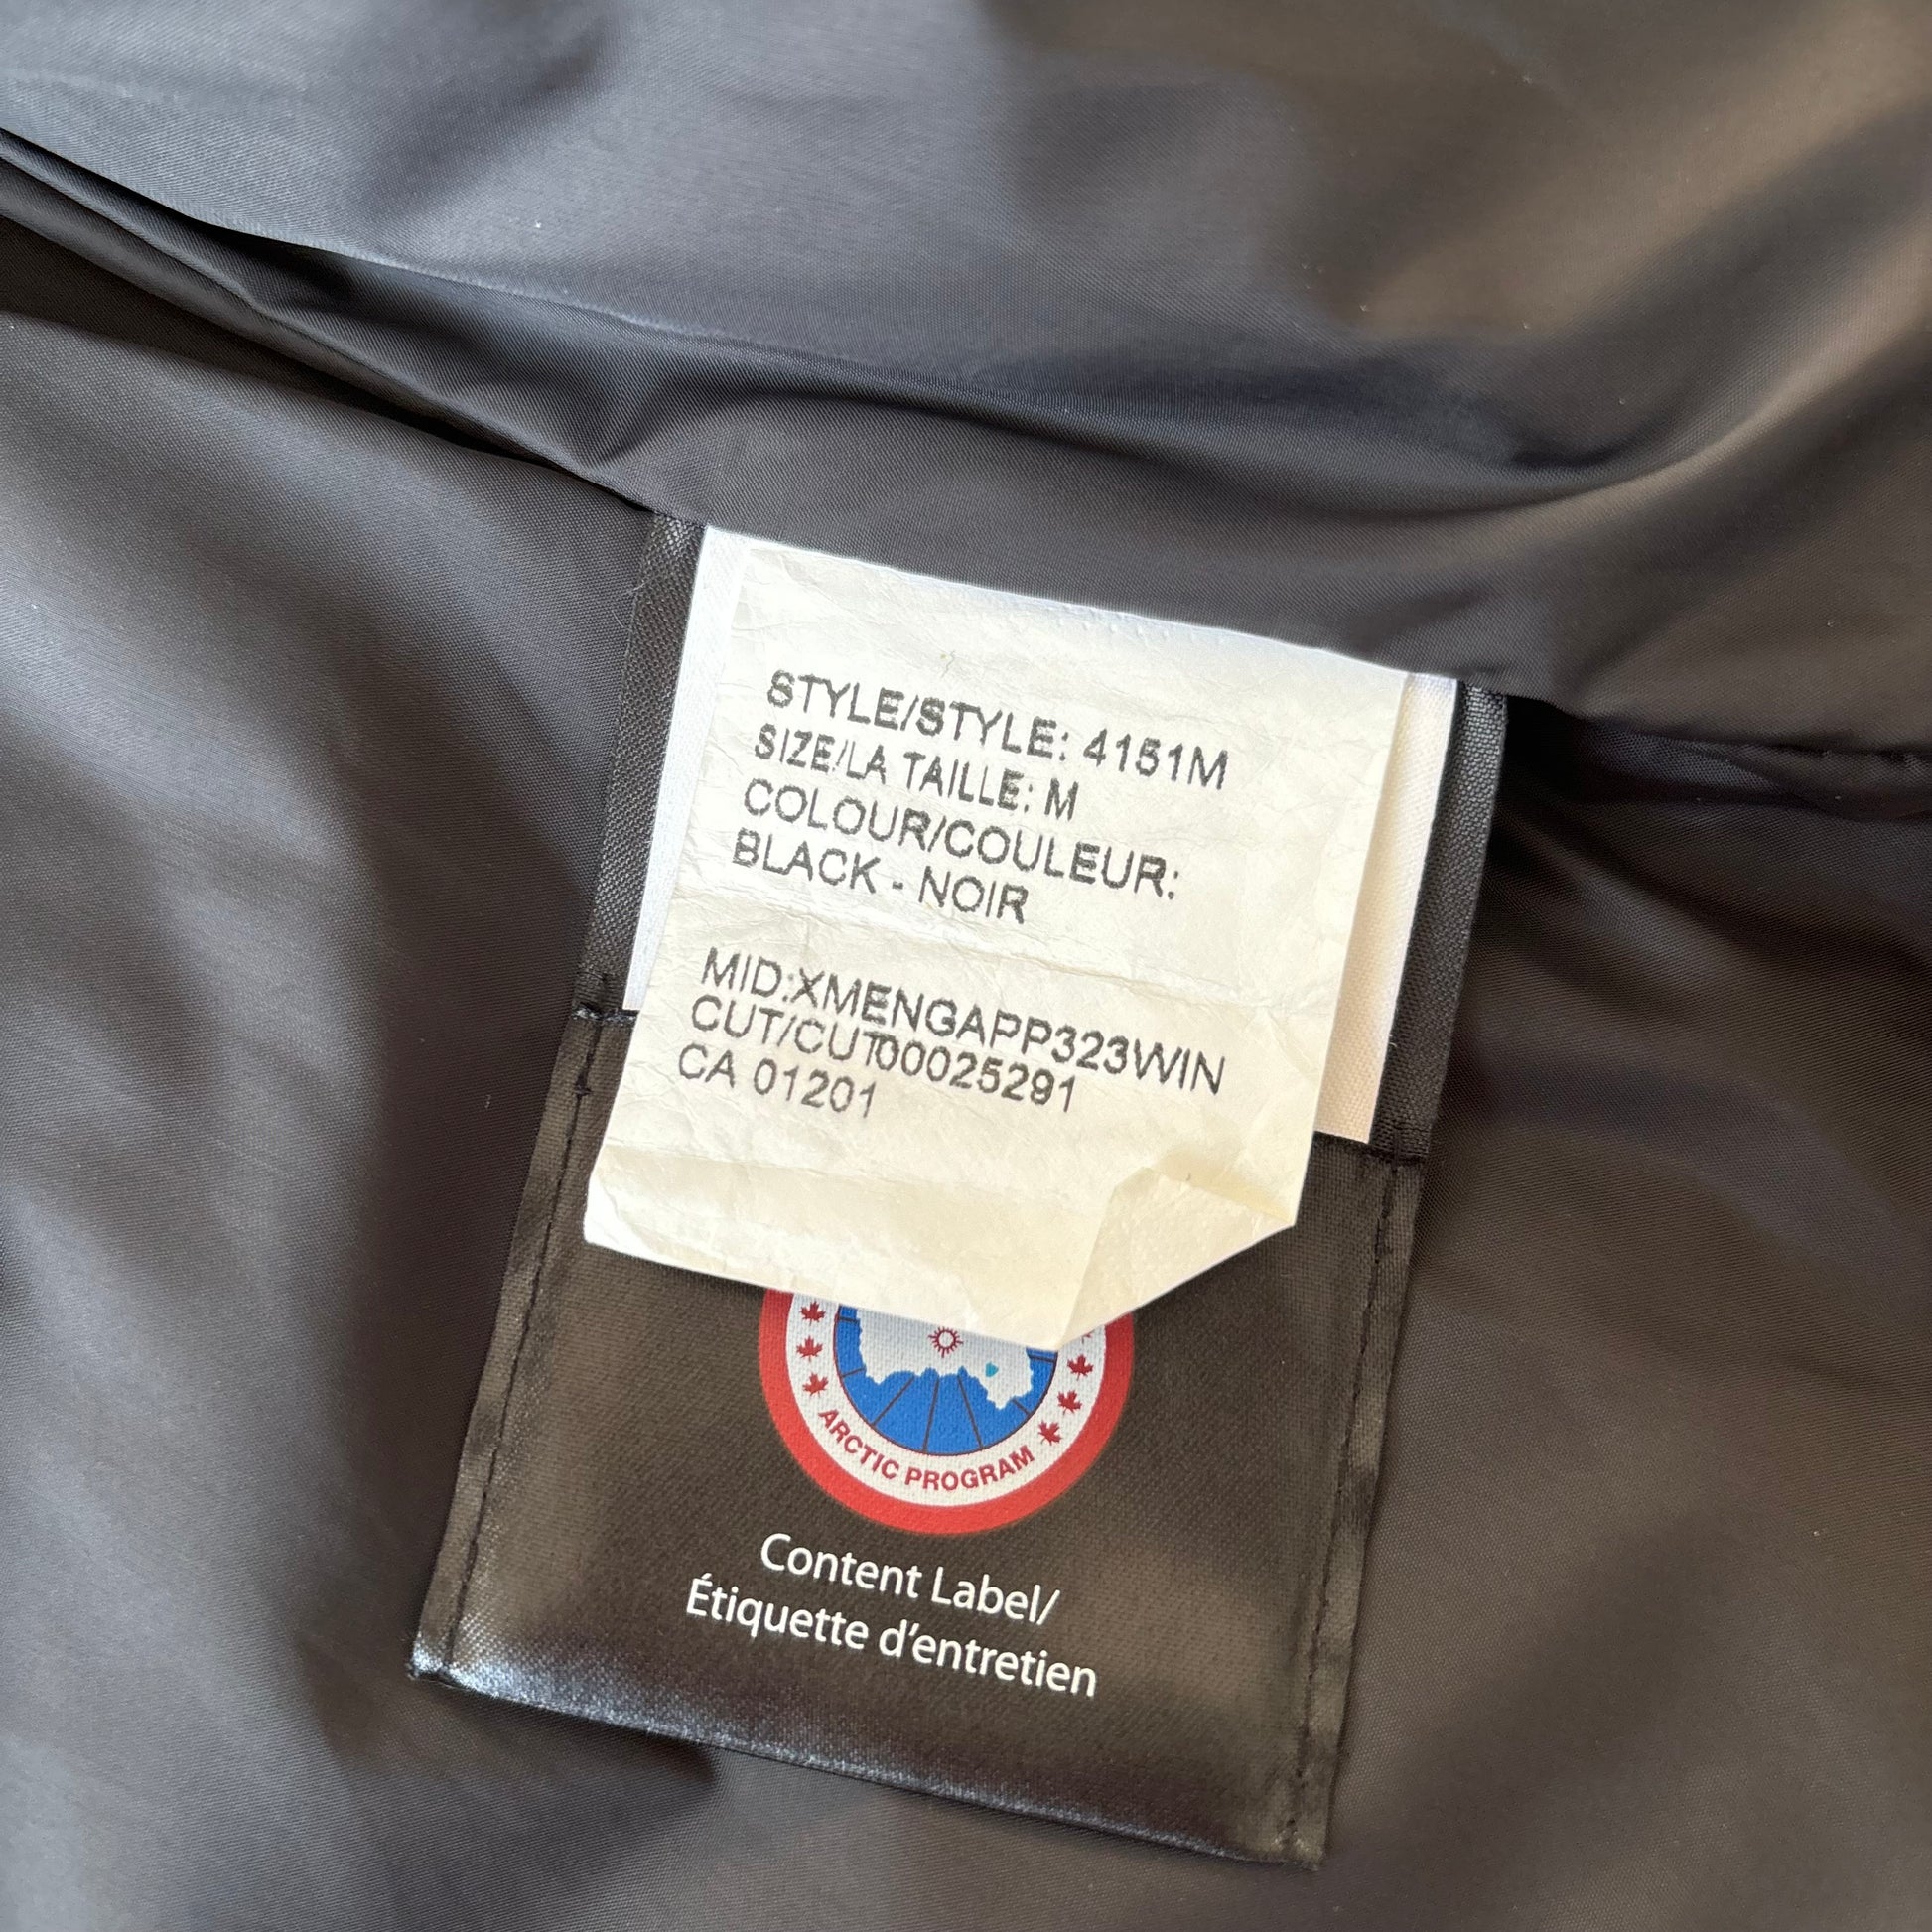 STYLE/STYLE: 4151M
SIZE/LA TAILLE: M
COLOUR/COULEUR:
BLACK - NOIR
MID:XMENGAPP323WIN
CUT/CUT00025291
CA 01201
ARCTIC PROGRAM
Content Label/
Étiquette d'entretien